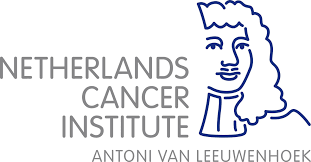 NETHERLANDS
CANCER
INSTITUTE
ANTONI VAN LEEUWENHOEK